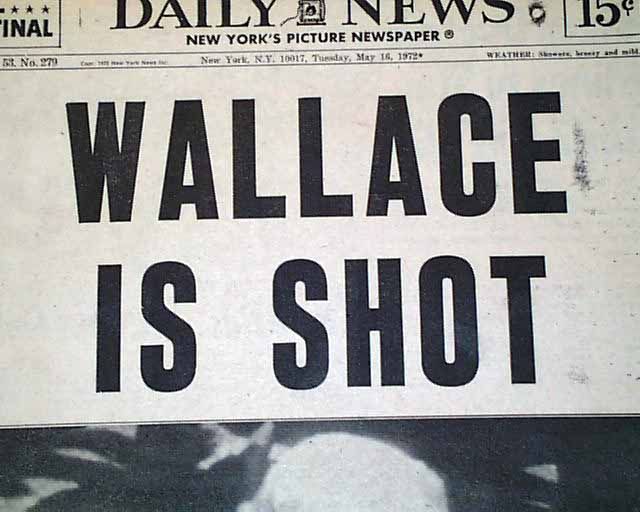 DAILY NEWS
15¢
★★★★
FINAL
NEW YORK'S PICTURE NEWSPAPER ®
53. No. 279
New York, N.Y. 10017, Tuesday, May 16, 1972★
WEATHER: Showers, breezy and mild.
WALLACE
IS SHOT